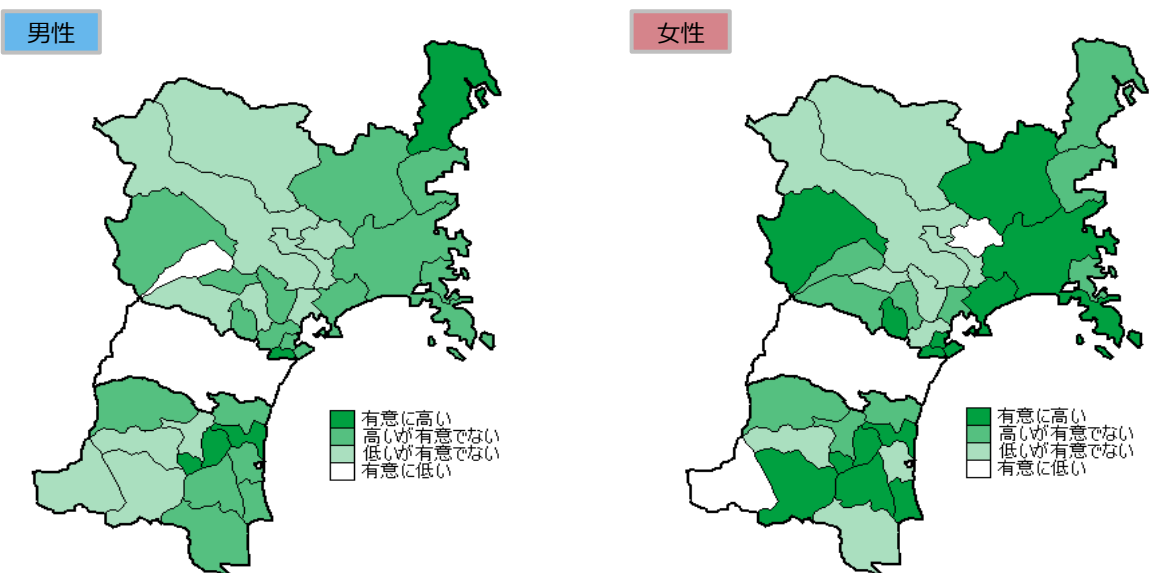 男性
女性
有意に高い
高いが有意でない
低いが有意でない
有意に低い
有意に高い
高いが有意でない
低いが有意でない
有意に低い